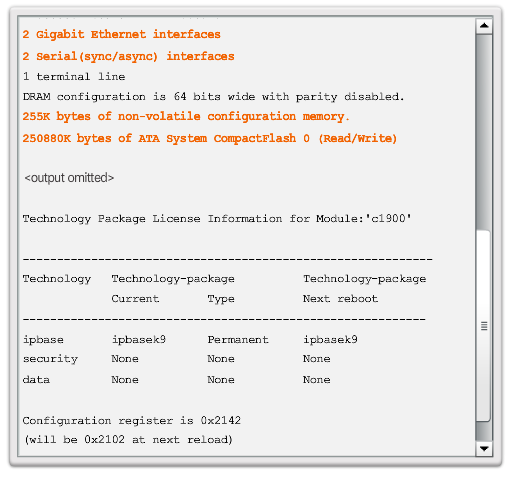 2 Gigabit Ethernet interfaces
2 Serial(sync/async) interfaces
1 terminal line
DRAM configuration is 64 bits wide with parity disabled.
255K bytes of non-volatile configuration memory.
250880K bytes of ATA System CompactFlash 0 (Read/Write)
<output omitted>
Technology Package License Information for Module:'c1900'
------------------------------------------------------------
Technology Technology-package Technology-package
Current Type Next reboot
-----------------------------------------------------------
ipbase ipbasek9 Permanent ipbasek9
security None None None
data None None None
Configuration register is 0x2142
(will be 0x2102 at next reload)